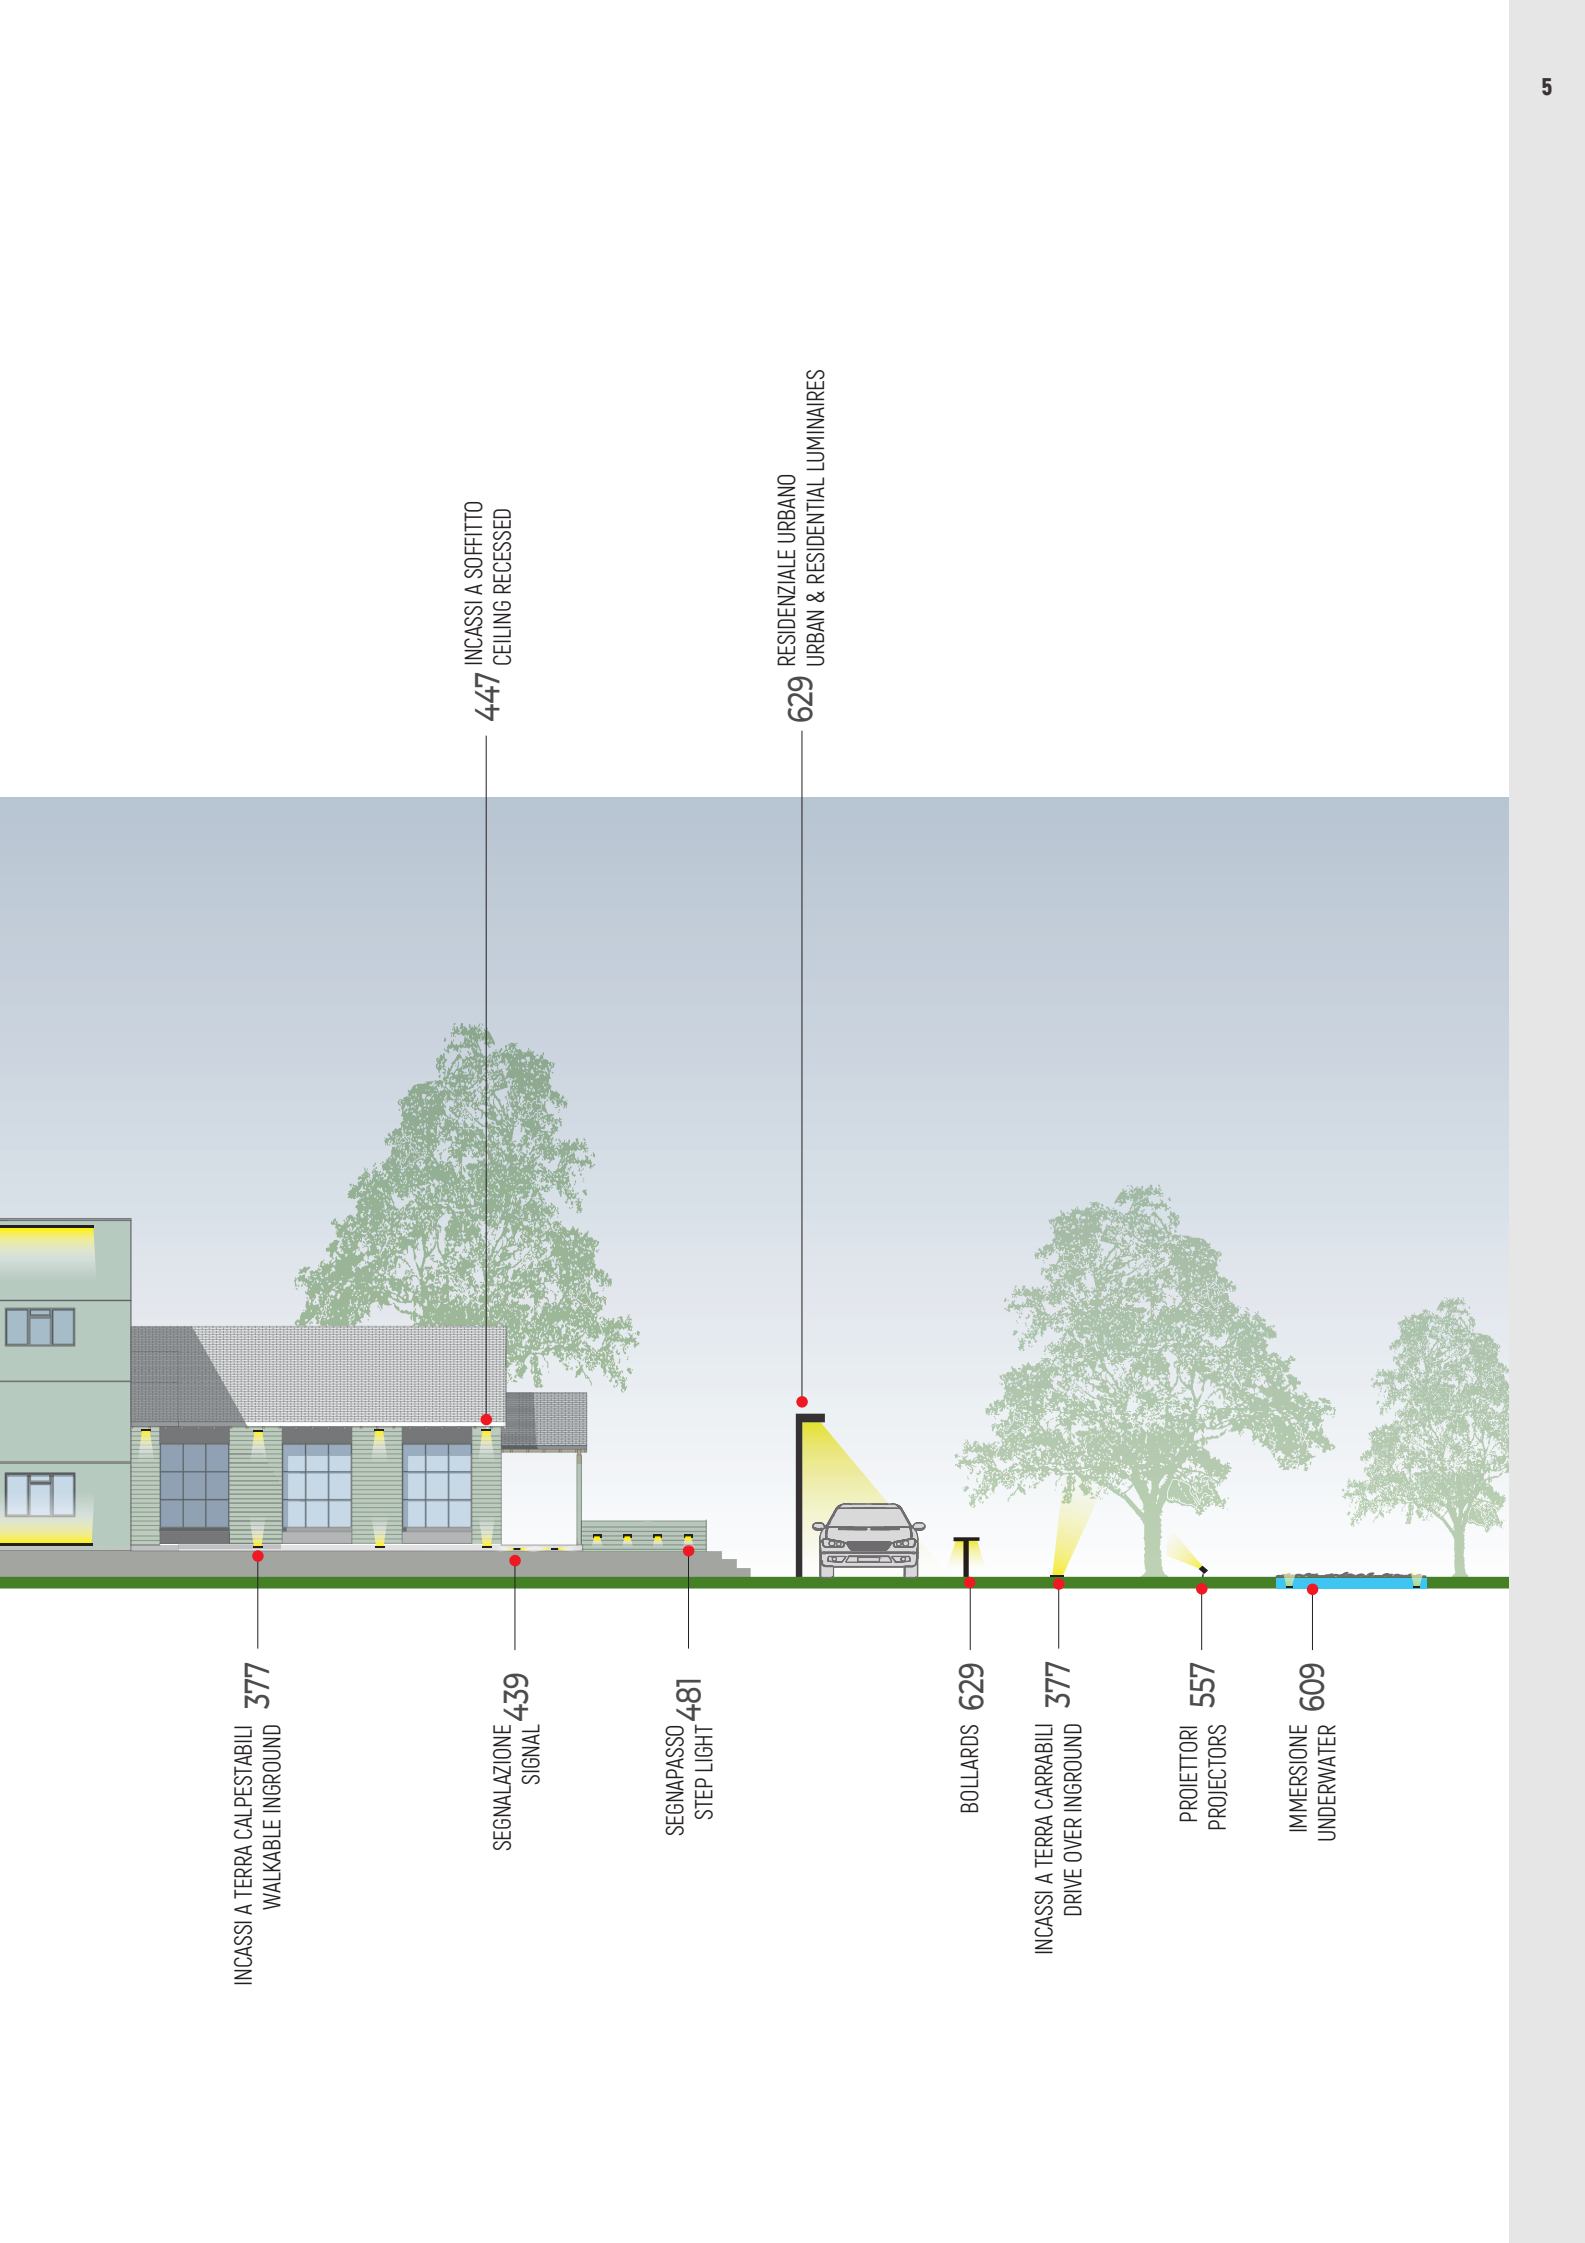 5
447
INCASSI A SOFFITTO
CEILING RECESSED
629
RESIDENZIALE URBANO
URBAN & RESIDENTIAL LUMINAIRES
377
INCASSI A TERRA CALPESTABILI
WALKABLE INGROUND
439
SEGNALAZIONE
SIGNAL
481
SEGNAPASSO
STEP LIGHT
629
BOLLARDS
377
INCASSI A TERRA CARRABILI
DRIVE OVER INGROUND
557
PROIETTORI
PROJECTORS
609
IMMERSIONE
UNDERWATER